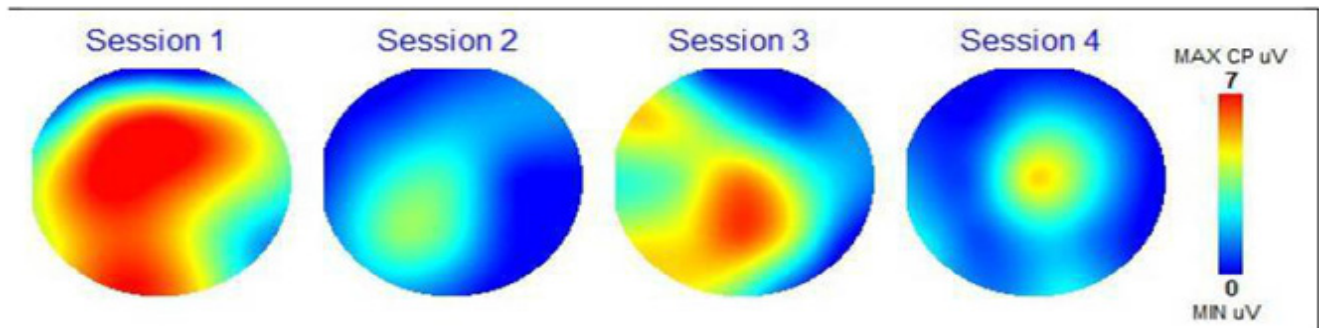 Session 1
Session 2
Session 3
Session 4
MAX CP uV
7
0
MIN uV